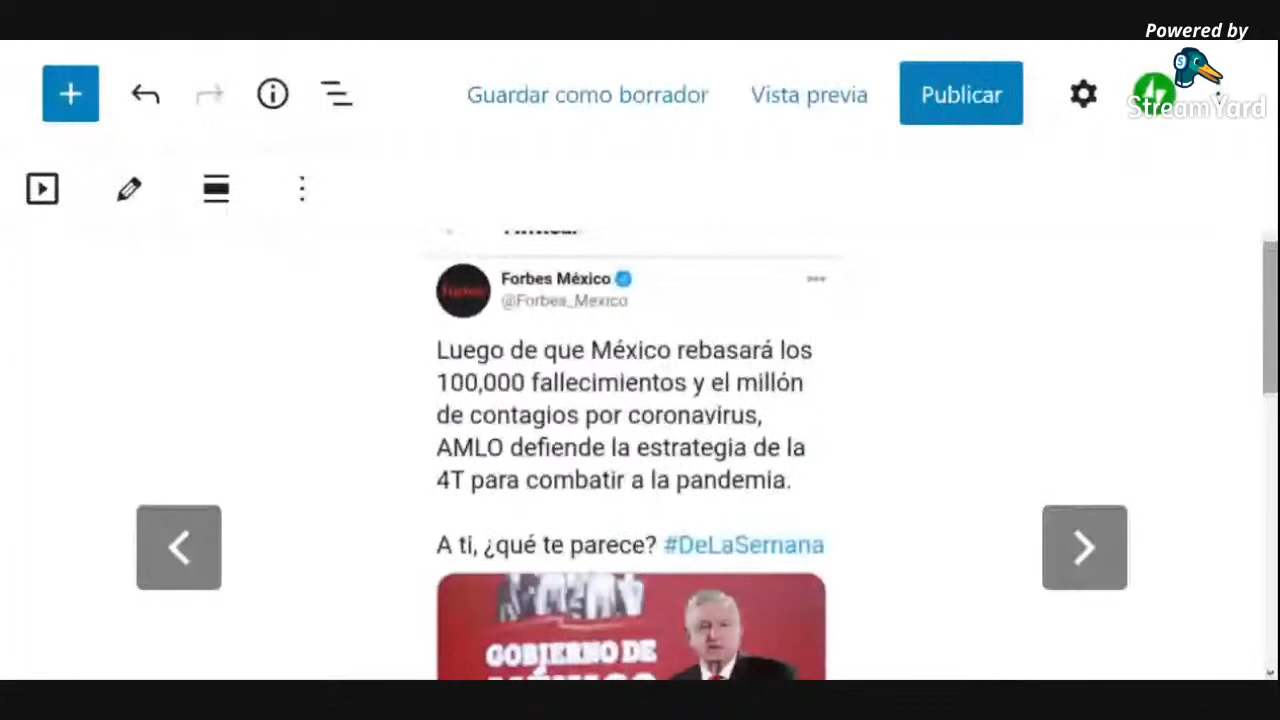 Powered by
StreamYard
Guardar como borrador
Vista previa
Publicar
Forbes México
@Forbes_Mexico
Luego de que México rebasará los
100,000 fallecimientos y el millón
de contagios por coronavirus,
AMLO defiende la estrategia de la
4T para combatir a la pandemia.
A ti, ¿qué te parece? #DeLaSemana
GOBIERNO DE
MÉXICO